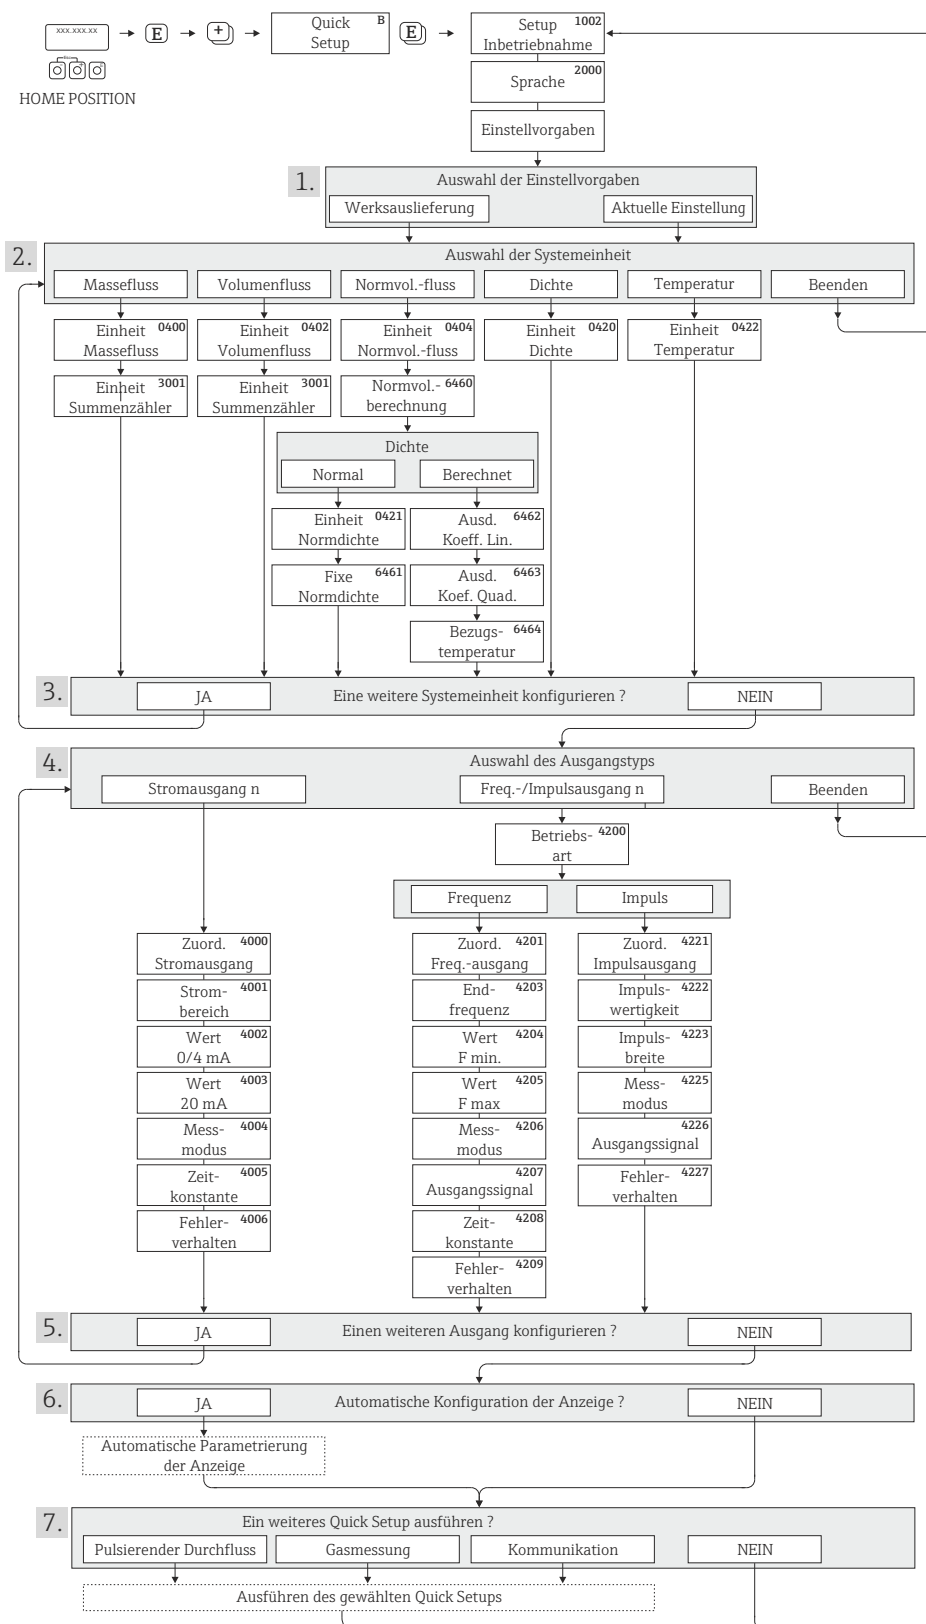 xxx.xxx.xx
Esc
- + E
E
+
Quick B
Setup
E
Setup 1002
Inbetriebnahme
HOME POSITION
Sprache 2000
Einstellvorgaben
1.
Auswahl der Einstellvorgaben
Werksauslieferung
Aktuelle Einstellung
2.
Auswahl der Systemeinheit
Massefluss
Volumenfluss
Normvol.-fluss
Dichte
Temperatur
Beenden
Einheit 0400
Massefluss
Einheit 0402
Volumenfluss
Einheit 0404
Normvol.-fluss
Einheit 0420
Dichte
Einheit 0422
Temperatur
Einheit 3001
Summenzähler
Einheit 3001
Summenzähler
Normvol.- 6460
berechnung
Dichte
Normal
Berechnet
Einheit 0421
Normdichte
Ausd. 6462
Koeff. Lin.
Fixe 6461
Normdichte
Ausd. 6463
Koef. Quad.
Bezugs- 6464
temperatur
3.
JA
Eine weitere Systemeinheit konfigurieren ?
NEIN
4.
Auswahl des Ausgangstyps
Stromausgang n
Freq.-/Impulsausgang n
Beenden
Betriebs- 4200
art
Frequenz
Impuls
Zuord. 4000
Stromausgang
Zuord. 4201
Freq.-ausgang
Zuord. 4221
Impulsausgang
Strom- 4001
bereich
End- 4203
frequenz
Impuls- 4222
wertigkeit
Wert 4002
0/4 mA
Wert 4204
F min.
Impuls- 4223
breite
Wert 4003
20 mA
Wert 4205
F max
Mess- 4225
modus
Mess- 4004
modus
Mess- 4206
modus
4226
Ausgangssignal
Zeit- 4005
konstante
4207
Ausgangssignal
Fehler- 4227
verhalten
Fehler- 4006
verhalten
Zeit- 4208
konstante
Fehler- 4209
verhalten
5.
JA
Einen weiteren Ausgang konfigurieren ?
NEIN
6.
JA
Automatische Konfiguration der Anzeige ?
NEIN
Automatische Parametrierung
der Anzeige
7.
Ein weiteres Quick Setup ausführen ?
Pulsierender Durchfluss
Gasmessung
Kommunikation
NEIN
Ausführen des gewählten Quick Setups